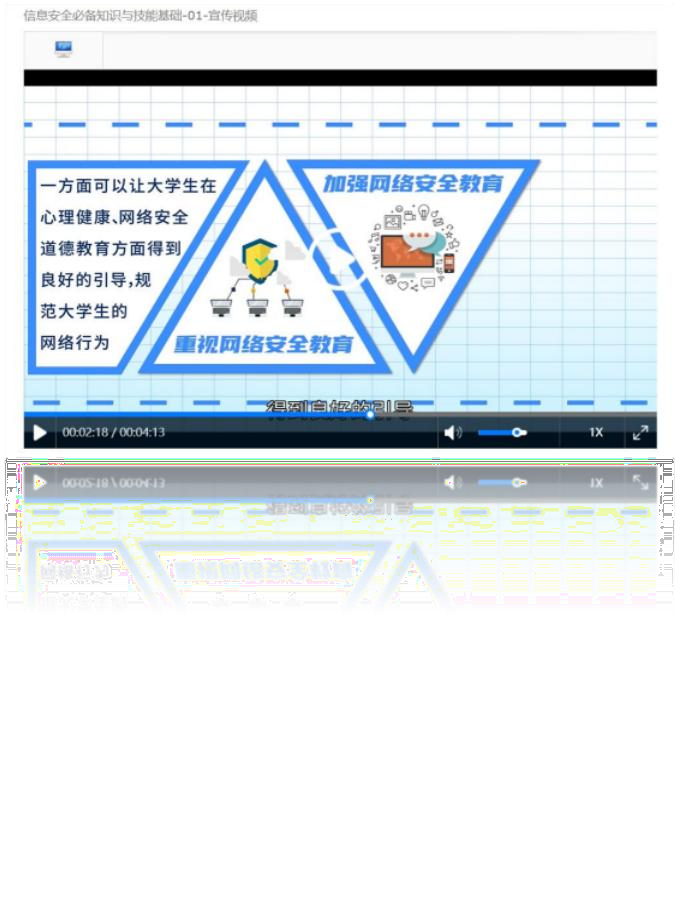 信息安全必备知识与技能基础-01-宣传视频
一方面可以让大学生在
心理健康、网络安全
道德教育方面得到
良好的引导,规
范大学生的
网络行为
重视网络安全教育
加强网络安全教育
得到良好的引导
00:02:18 / 00:04:13
1X